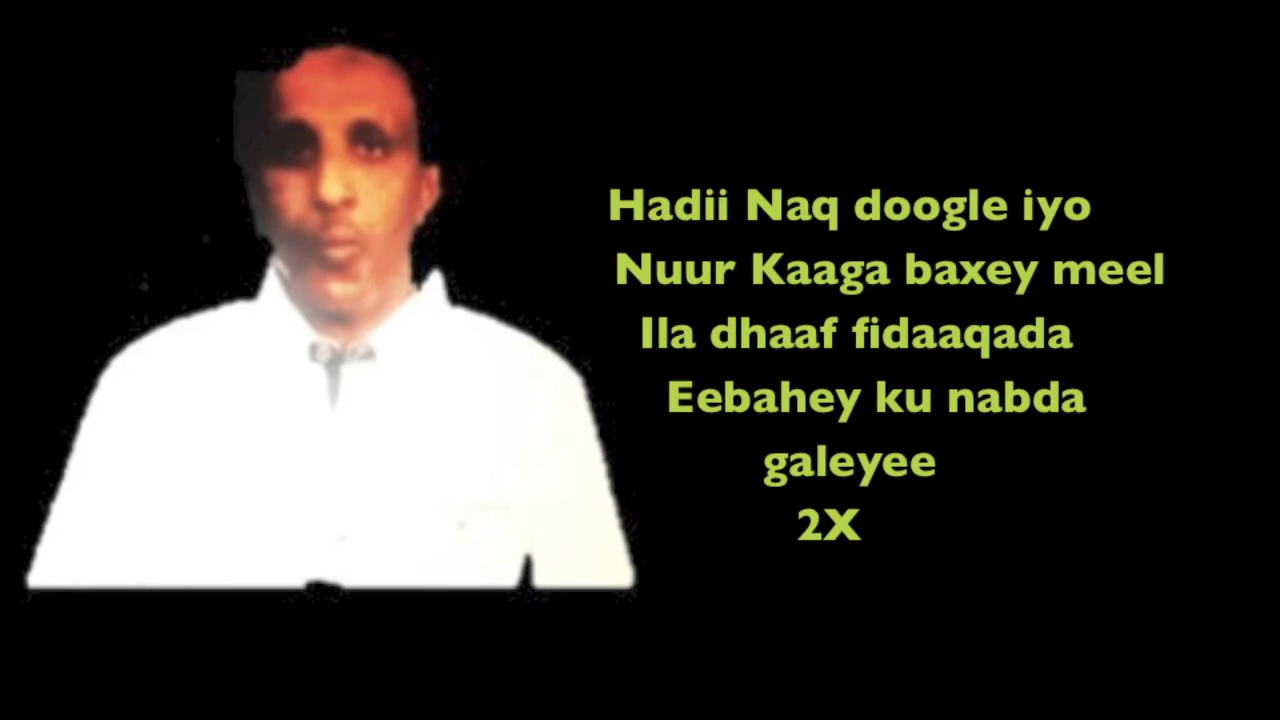 Hadii Naq doogle iyo
Nuur Kaaga baxey meel
Ila dhaaf fidaaqada
Eebahey ku nabda
galeyee
2X